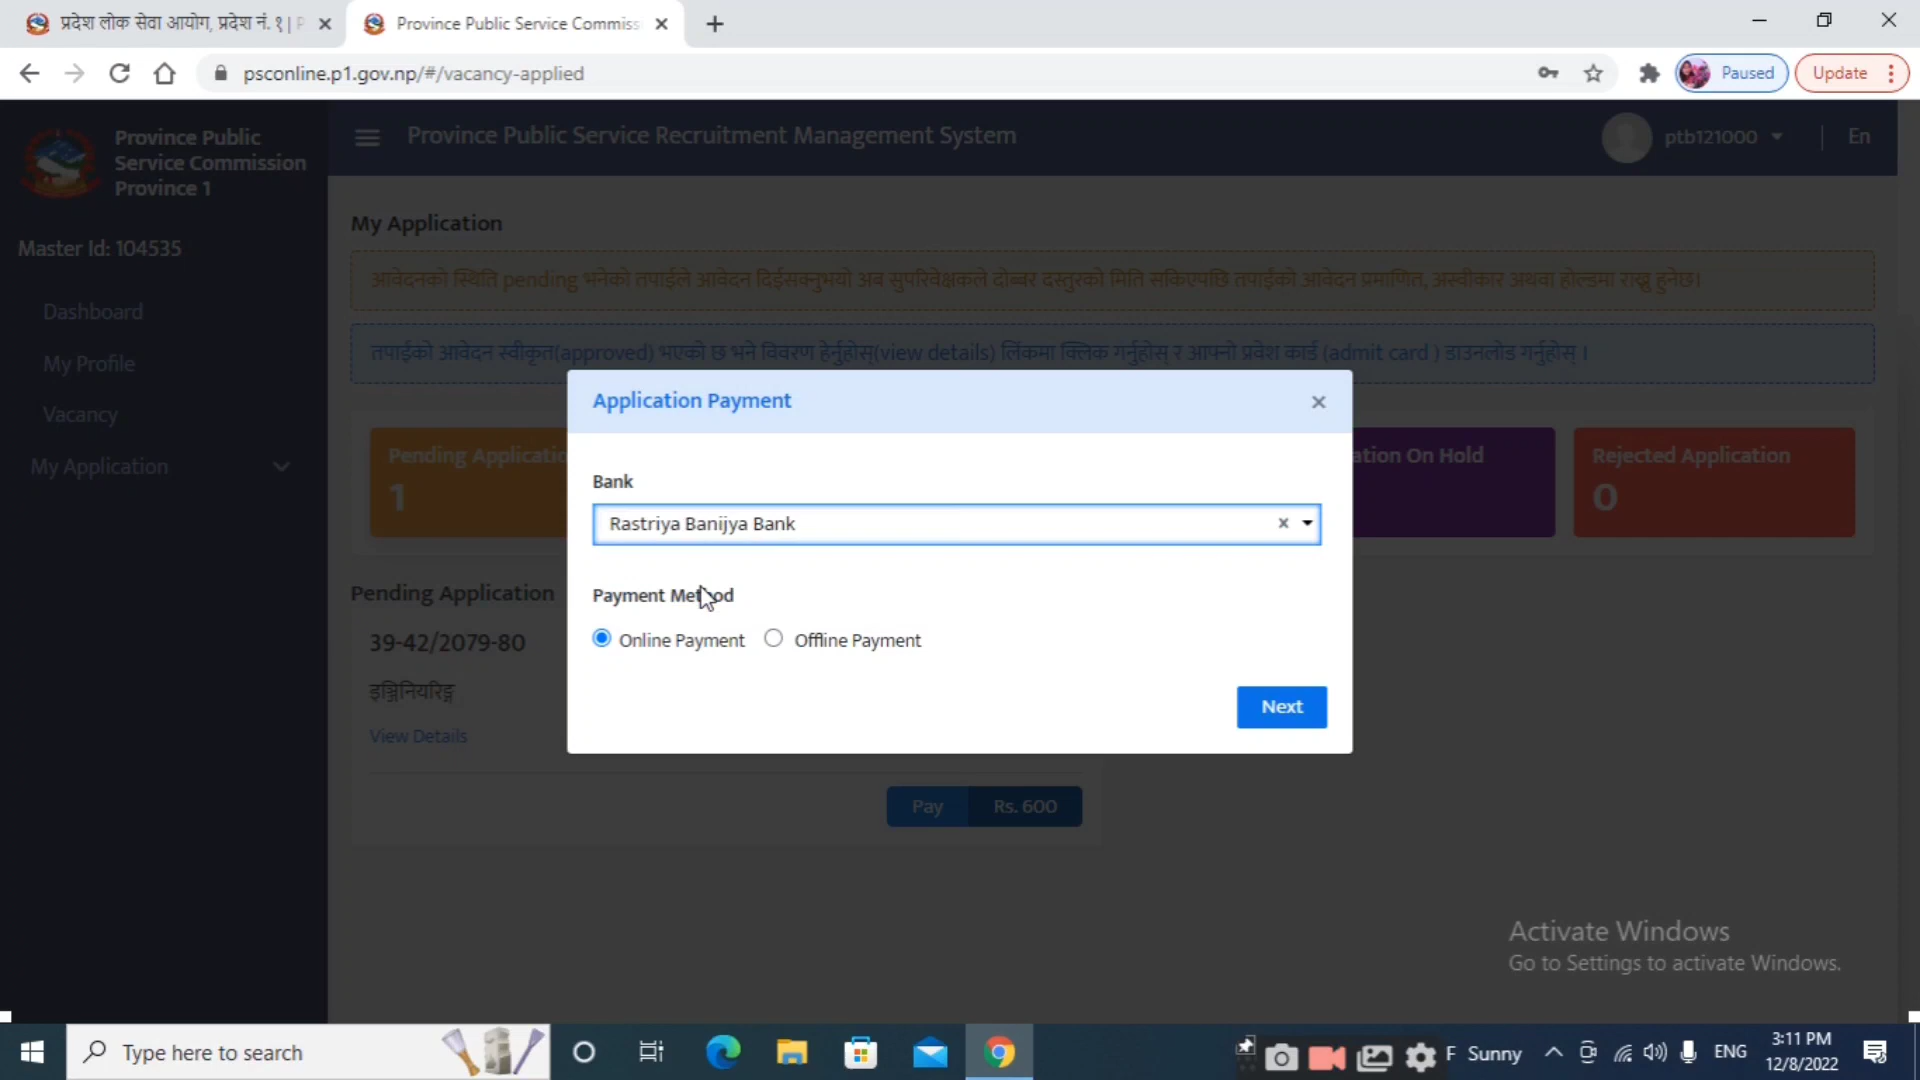 प्रदेश लोक सेवा आयोग, प्रदेश नं. १ | P
Province Public Service Commiss
psconline.p1.gov.np/#/vacancy-applied
Paused
Update
Province Public
Service Commission
Province 1
Province Public Service Recruitment Management System
ptb121000
En
Master Id: 104535
Dashboard
My Profile
Vacancy
My Application
My Application
आवेदनको स्थिति pending भनेको तपाईले आवेदन दिईसक्नुभयो अब सुपरिवेक्षकले दोब्बर दस्तुरको मिति सकिएपछि तपाईको आवेदन प्रमाणित, अस्वीकार अथवा होल्डमा राख्नु हुनेछ।
तपाईको आवेदन स्वीकृत(approved) भएको छ भने विवरण हेर्नुहोस्(view details) लिंकमा क्लिक गर्नुहोस् र आफ्नो प्रवेश कार्ड (admit card ) डाउनलोड गर्नुहोस् ।
Pending Applicatio
1
ation On Hold
Rejected Application
0
Application Payment
×
Bank
Rastriya Banijya Bank
×
Payment Method
Online Payment
Offline Payment
Next
Pending Application
39-42/2079-80
इञ्जिनियरिङ्ग
View Details
Pay
Rs. 600
Activate Windows
Go to Settings to activate Windows.
Type here to search
F Sunny
ENG
3:11 PM
12/8/2022